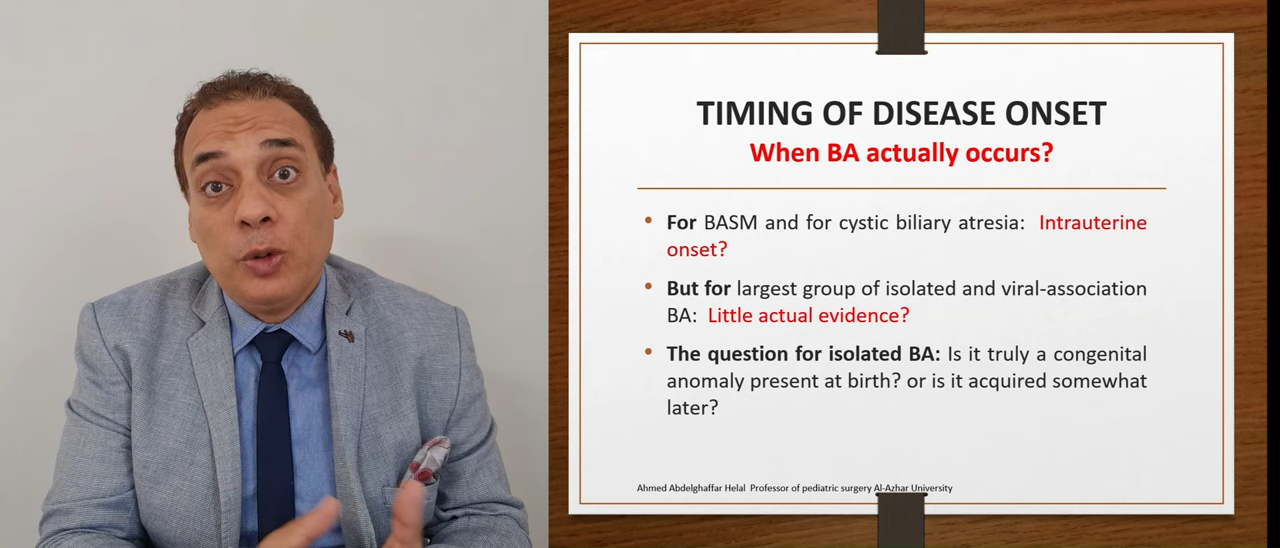 TIMING OF DISEASE ONSET
When BA actually occurs?
• For BASM and for cystic biliary atresia: Intrauterine
onset?
• But for largest group of isolated and viral-association
BA: Little actual evidence?
• The question for isolated BA: Is it truly a congenital
anomaly present at birth? or is it acquired somewhat
later?
Ahmed Abdelghaffar Helal Professor of pediatric surgery Al-Azhar University